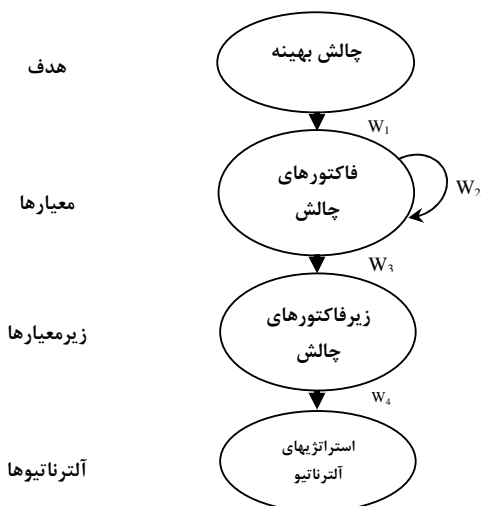 چالش بهینه
هدف
W1
فاکتورهای
چالش
W2
معیارها
W3
زیرفاکتورهای
چالش
زیرمعیارها
W4
استراتژیهای
آلترناتیو
آلترناتیوها